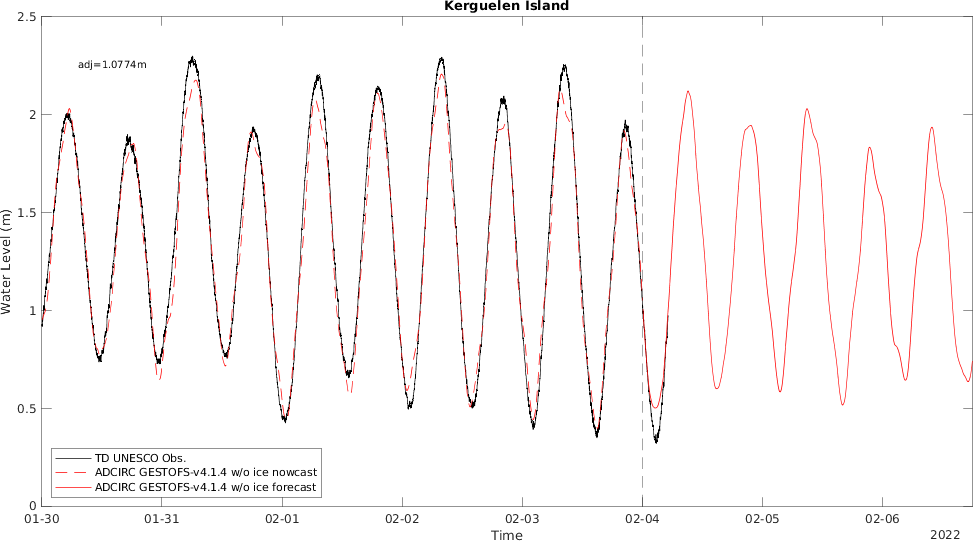 Kerguelen Island
2.5
adj=1.0774m
2
1.5
Water Level (m)
1
0.5
TD UNESCO Obs.
ADCIRC GESTOFS-v4.1.4 w/o ice nowcast
ADCIRC GESTOFS-v4.1.4 w/o ice forecast
0
01-30 01-31 02-01 02-02 02-03 02-04 02-05 02-06
Time
2022